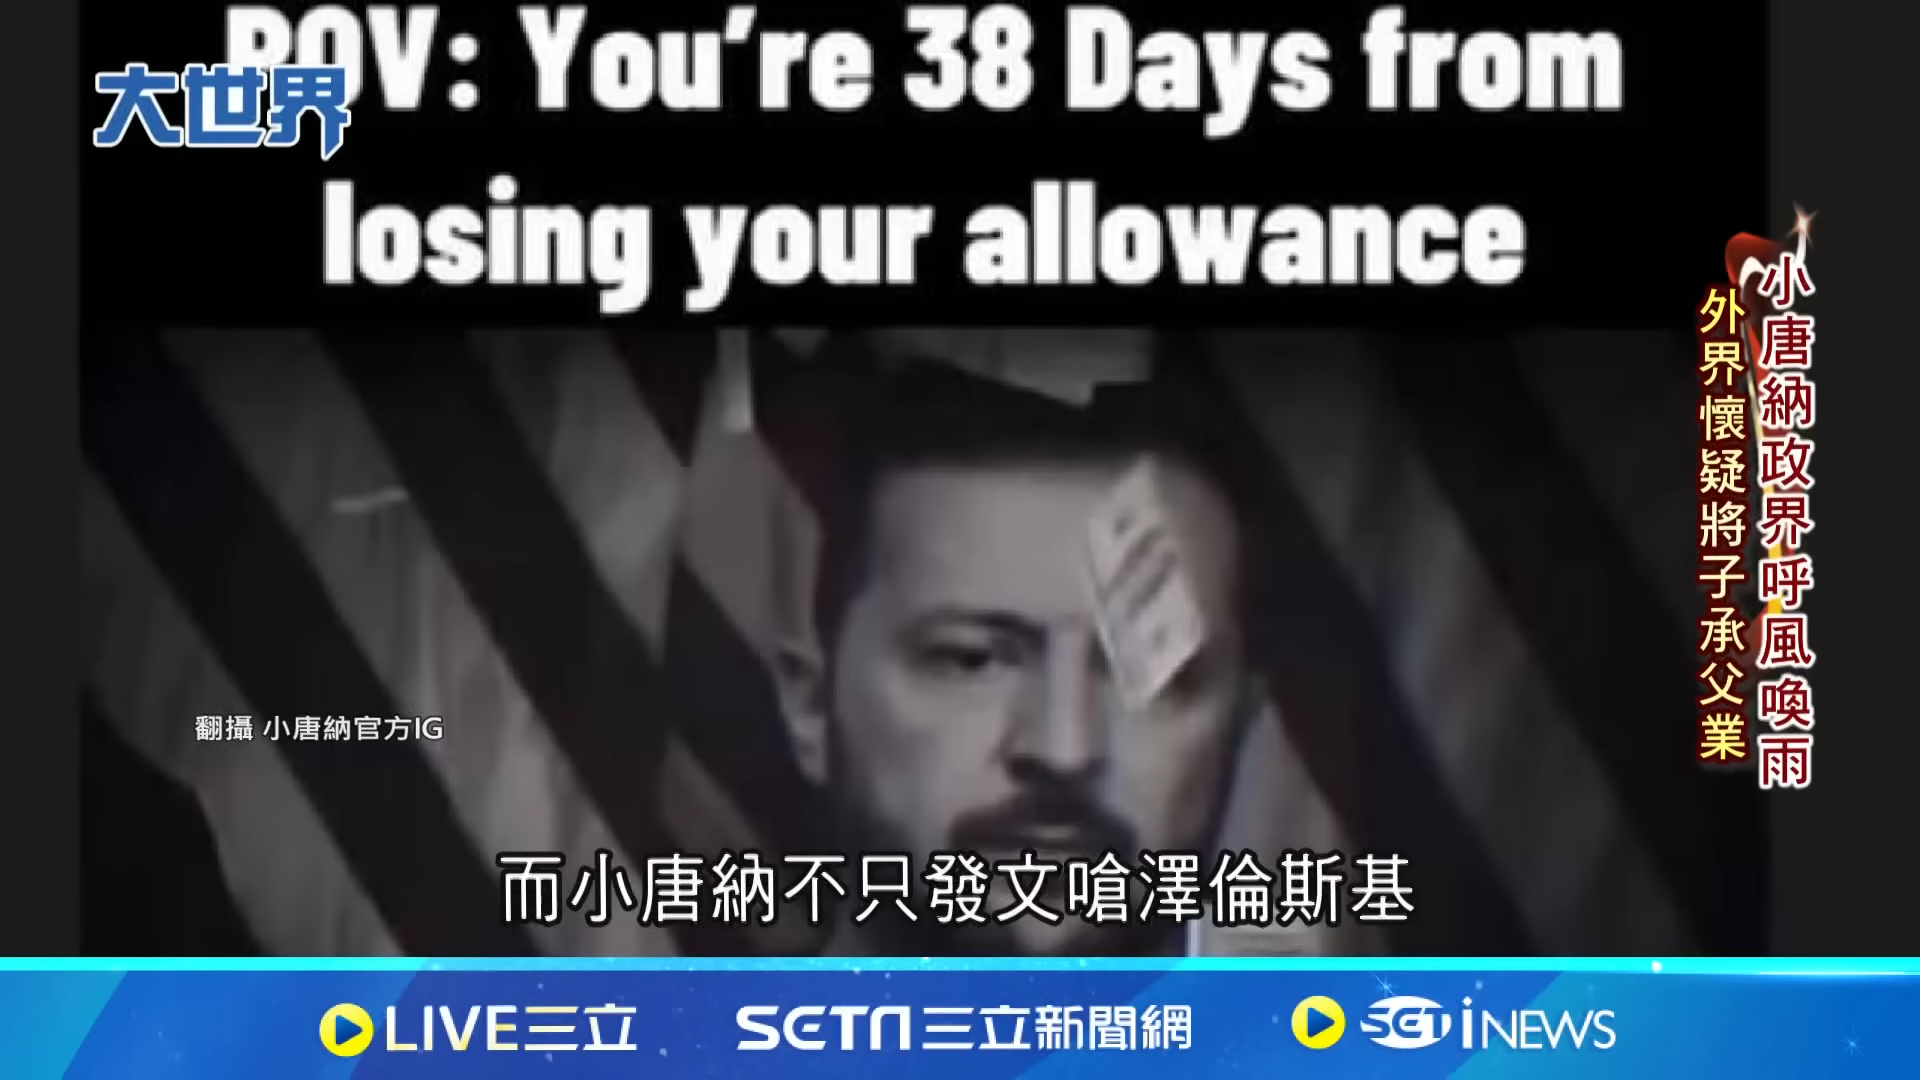 POV: You're 38 Days from
losing your allowance
大世界
小唐納政界呼風喚雨
外界懷疑將子承父業
翻攝 小唐納官方IG
而小唐納不只發文嗆澤倫斯基
LIVE三立
SETN三立新聞網
SET iNEWS